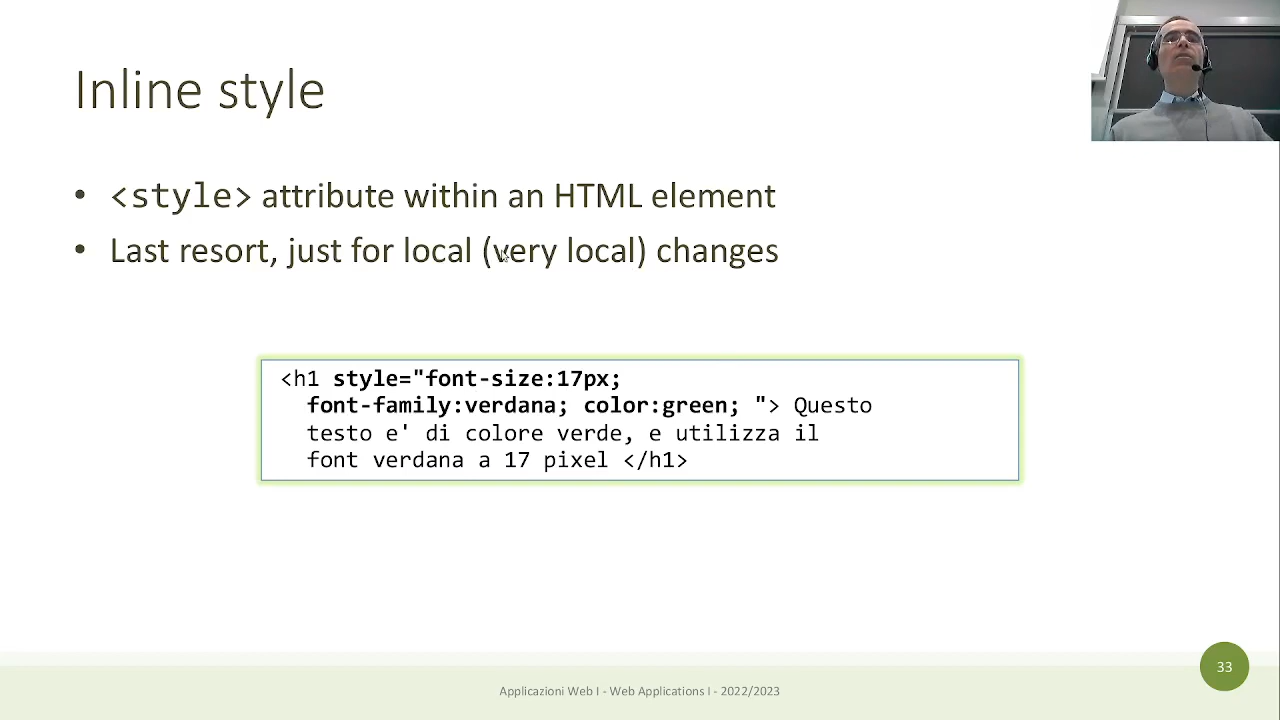 Inline style
• <style> attribute within an HTML element
• Last resort, just for local (very local) changes
<h1 style="font-size:17px;
font-family:verdana; color:green; "> Questo
testo e' di colore verde, e utilizza il
font verdana a 17 pixel </h1>
33
Applicazioni Web I - Web Applications I - 2022/2023